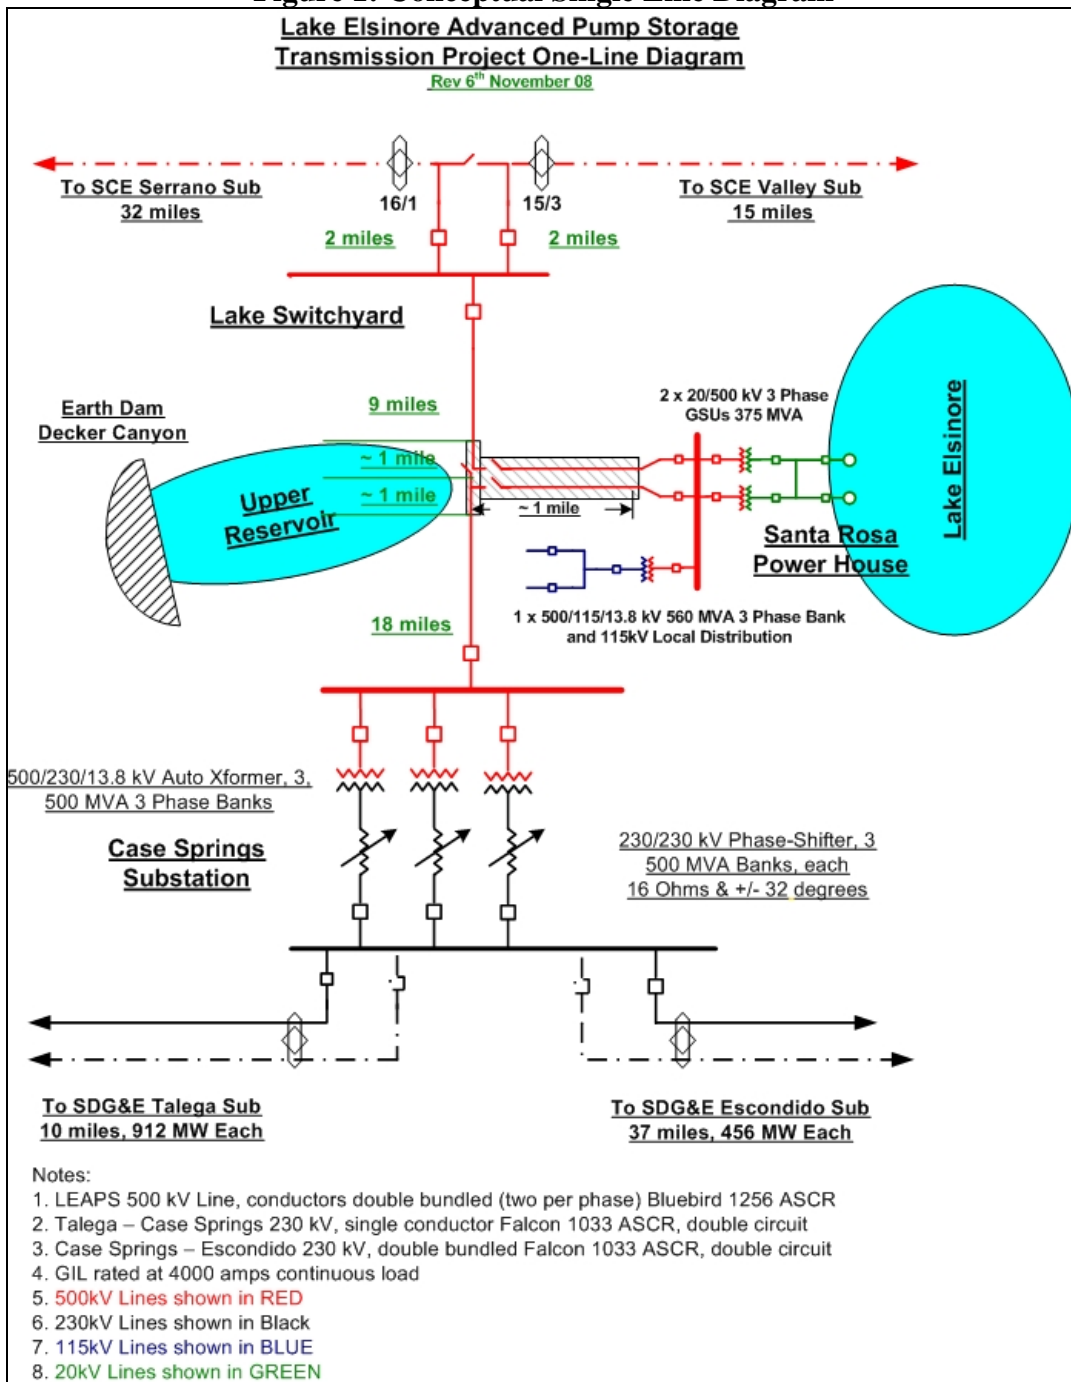 Figure 1: Conceptual Single Line Diagram
Lake Elsinore Advanced Pump Storage
Transmission Project One-Line Diagram
Rev 6th November 08
To SCE Serrano Sub
32 miles
16/1
15/3
To SCE Valley Sub
15 miles
2 miles
2 miles
Lake Switchyard
Earth Dam
Decker Canyon
9 miles
~ 1 mile
~ 1 mile
Upper
Reservoir
~ 1 mile
2 x 20/500 kV 3 Phase
GSUs 375 MVA
Lake Elsinore
Santa Rosa
Power House
1 x 500/115/13.8 kV 560 MVA 3 Phase Bank
and 115kV Local Distribution
18 miles
500/230/13.8 kV Auto Xformer, 3,
500 MVA 3 Phase Banks
Case Springs
Substation
230/230 kV Phase-Shifter, 3
500 MVA Banks, each
16 Ohms & +/- 32 degrees
To SDG&E Talega Sub
10 miles, 912 MW Each
To SDG&E Escondido Sub
37 miles, 456 MW Each
Notes:
1. LEAPS 500 kV Line, conductors double bundled (two per phase) Bluebird 1256 ASCR
2. Talega – Case Springs 230 kV, single conductor Falcon 1033 ASCR, double circuit
3. Case Springs – Escondido 230 kV, double bundled Falcon 1033 ASCR, double circuit
4. GIL rated at 4000 amps continuous load
5. 500kV Lines shown in RED
6. 230kV Lines shown in Black
7. 115kV Lines shown in BLUE
8. 20kV Lines shown in GREEN